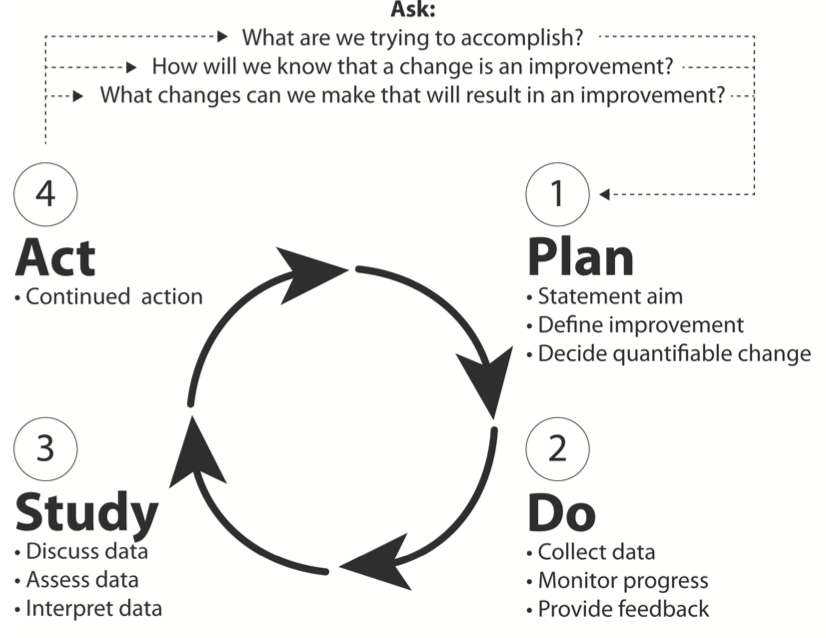 Ask:
What are we trying to accomplish?
How will we know that a change is an improvement?
What changes can we make that will result in an improvement?
4
Act
• Continued action
1
Plan
• Statement aim
• Define improvement
• Decide quantifiable change
3
Study
• Discuss data
• Assess data
• Interpret data
2
Do
• Collect data
• Monitor progress
• Provide feedback